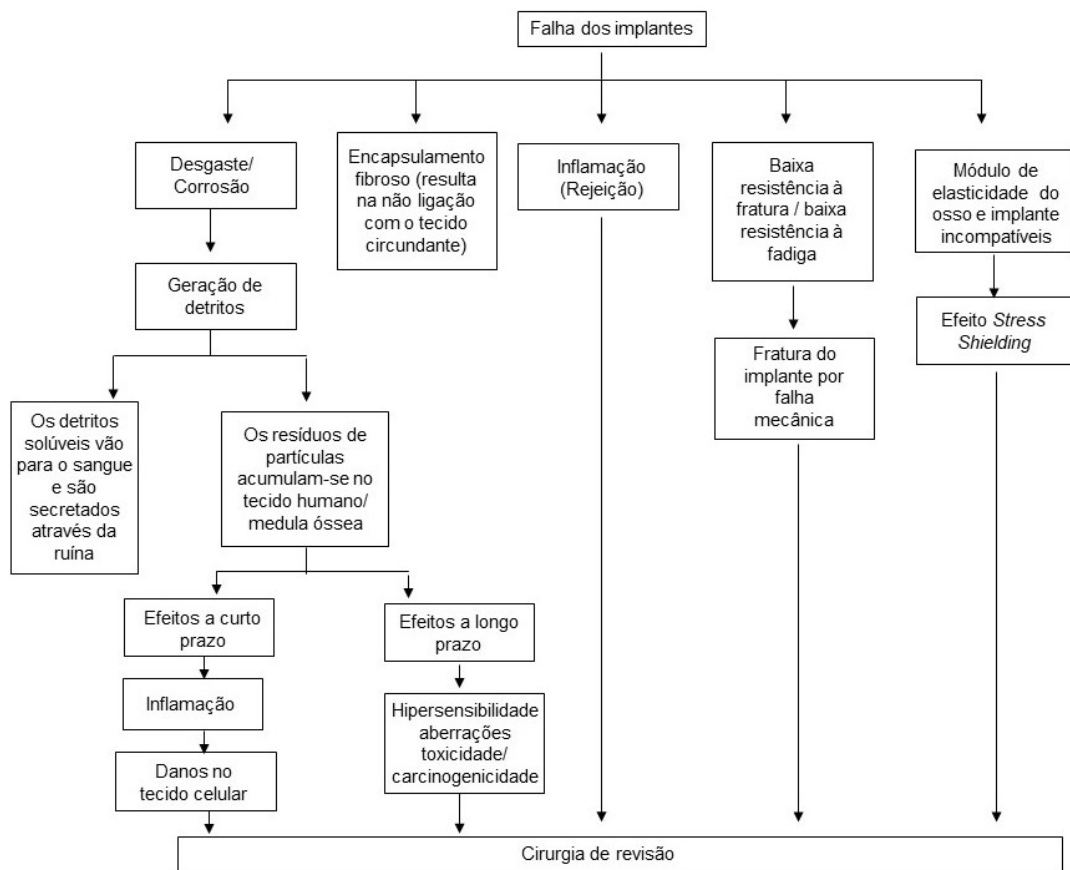 Falha dos implantes
Desgaste/
Corrosão
Encapsulamento
fibroso (resulta
na não ligação
com o tecido
circundante)
Inflamação
(Rejeição)
Baixa
resistência à
fratura / baixa
resistência à
fadiga
Módulo de
elasticidade do
osso e implante
incompatíveis
Geração de
detritos
Efeito Stress
Shielding
Fratura do
implante por
falha
mecânica
Os detritos
solúveis vão
para o sangue
e são
secretados
através da
ruína
Os resíduos de
partículas
acumulam-se no
tecido humano/
medula óssea
Efeitos a curto
prazo
Efeitos a longo
prazo
Inflamação
Hipersensibilidade
aberrações
toxicidade/
carcinogenicidade
Danos no
tecido celular
Cirurgia de revisão